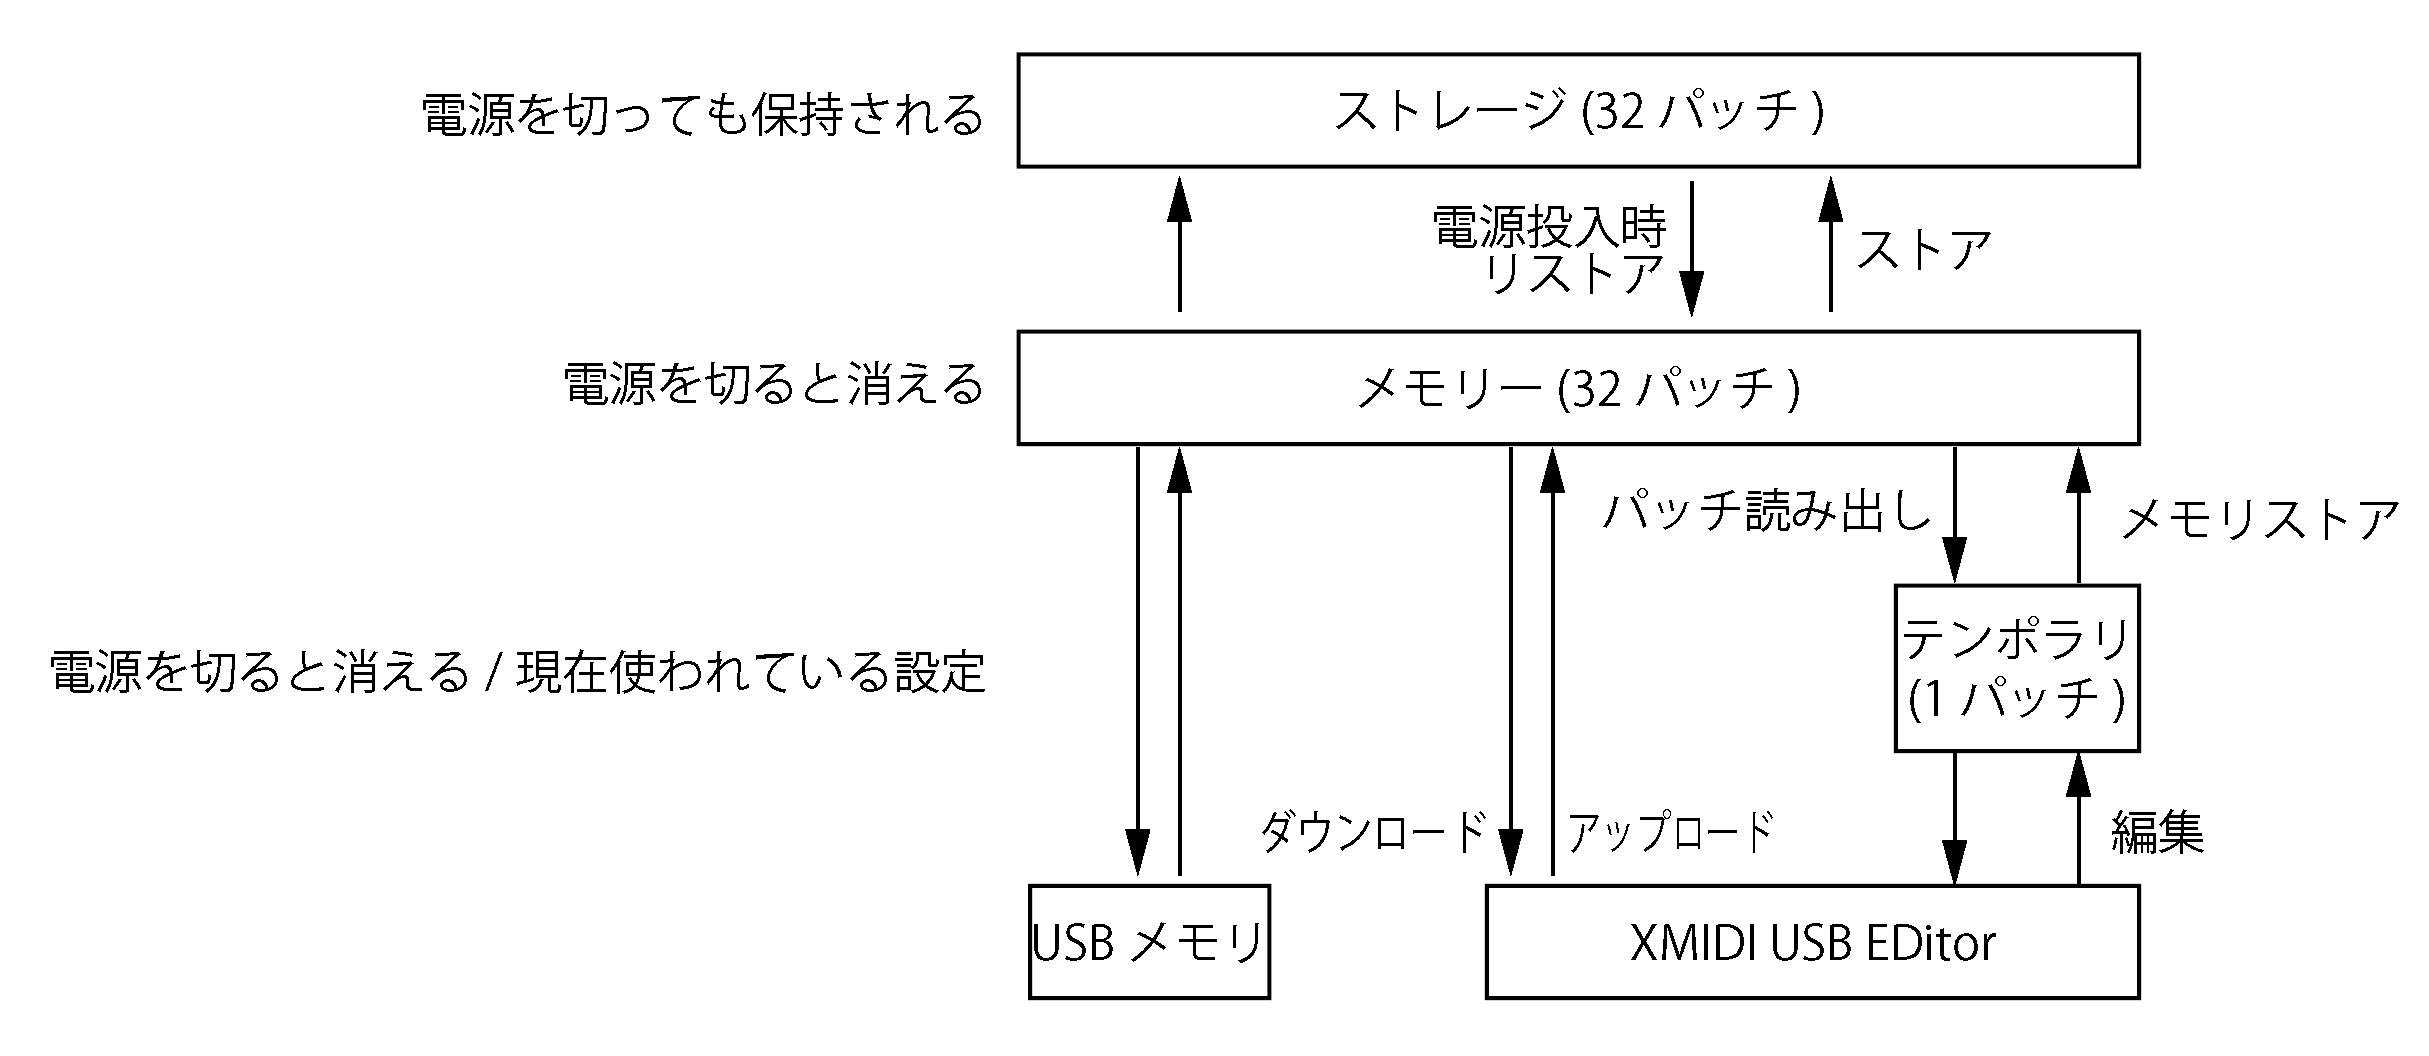 電源を切っても保持される
ストレージ (32 パッチ )
電源投入時
リストア
ストア
電源を切ると消える
メモリー (32 パッチ )
パッチ読み出し
メモリストア
テンポラリ
(1 パッチ )
電源を切ると消える / 現在使われている設定
ダウンロード
アップロード
編集
USB メモリ
XMIDI USB EDitor